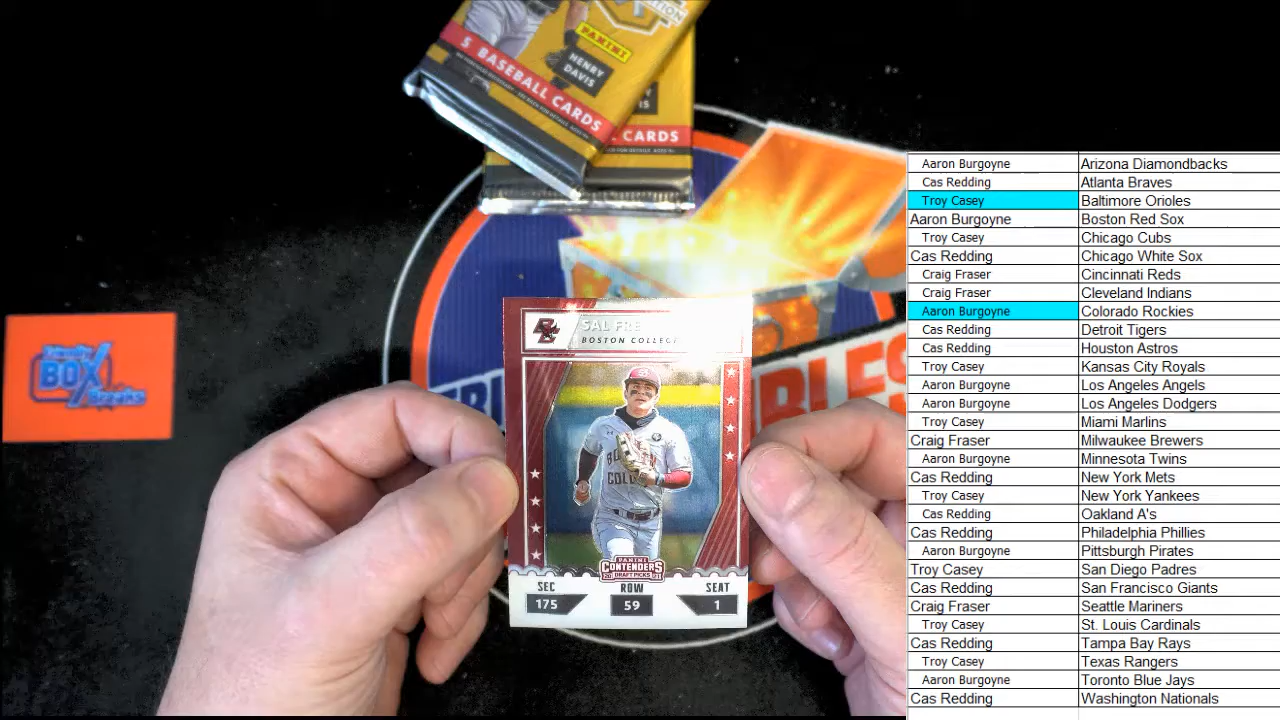 PANINI
HENRY
DAVIS
5 BASEBALL CARDS
CARDS
BOX
Breaks
SAL FRE
BOSTON COLLEG
PANINI
CONTENDERS
20 DRAFT PICKS 21
SEC
ROW
SEAT
175
59
1
Aaron Burgoyne Arizona Diamondbacks
Cas Redding Atlanta Braves
Troy Casey Baltimore Orioles
Aaron Burgoyne Boston Red Sox
Troy Casey Chicago Cubs
Cas Redding Chicago White Sox
Craig Fraser Cincinnati Reds
Craig Fraser Cleveland Indians
Aaron Burgoyne Colorado Rockies
Cas Redding Detroit Tigers
Cas Redding Houston Astros
Troy Casey Kansas City Royals
Aaron Burgoyne Los Angeles Angels
Aaron Burgoyne Los Angeles Dodgers
Troy Casey Miami Marlins
Craig Fraser Milwaukee Brewers
Aaron Burgoyne Minnesota Twins
Cas Redding New York Mets
Troy Casey New York Yankees
Cas Redding Oakland A's
Cas Redding Philadelphia Phillies
Aaron Burgoyne Pittsburgh Pirates
Troy Casey San Diego Padres
Cas Redding San Francisco Giants
Craig Fraser Seattle Mariners
Troy Casey St. Louis Cardinals
Cas Redding Tampa Bay Rays
Troy Casey Texas Rangers
Aaron Burgoyne Toronto Blue Jays
Cas Redding Washington Nationals